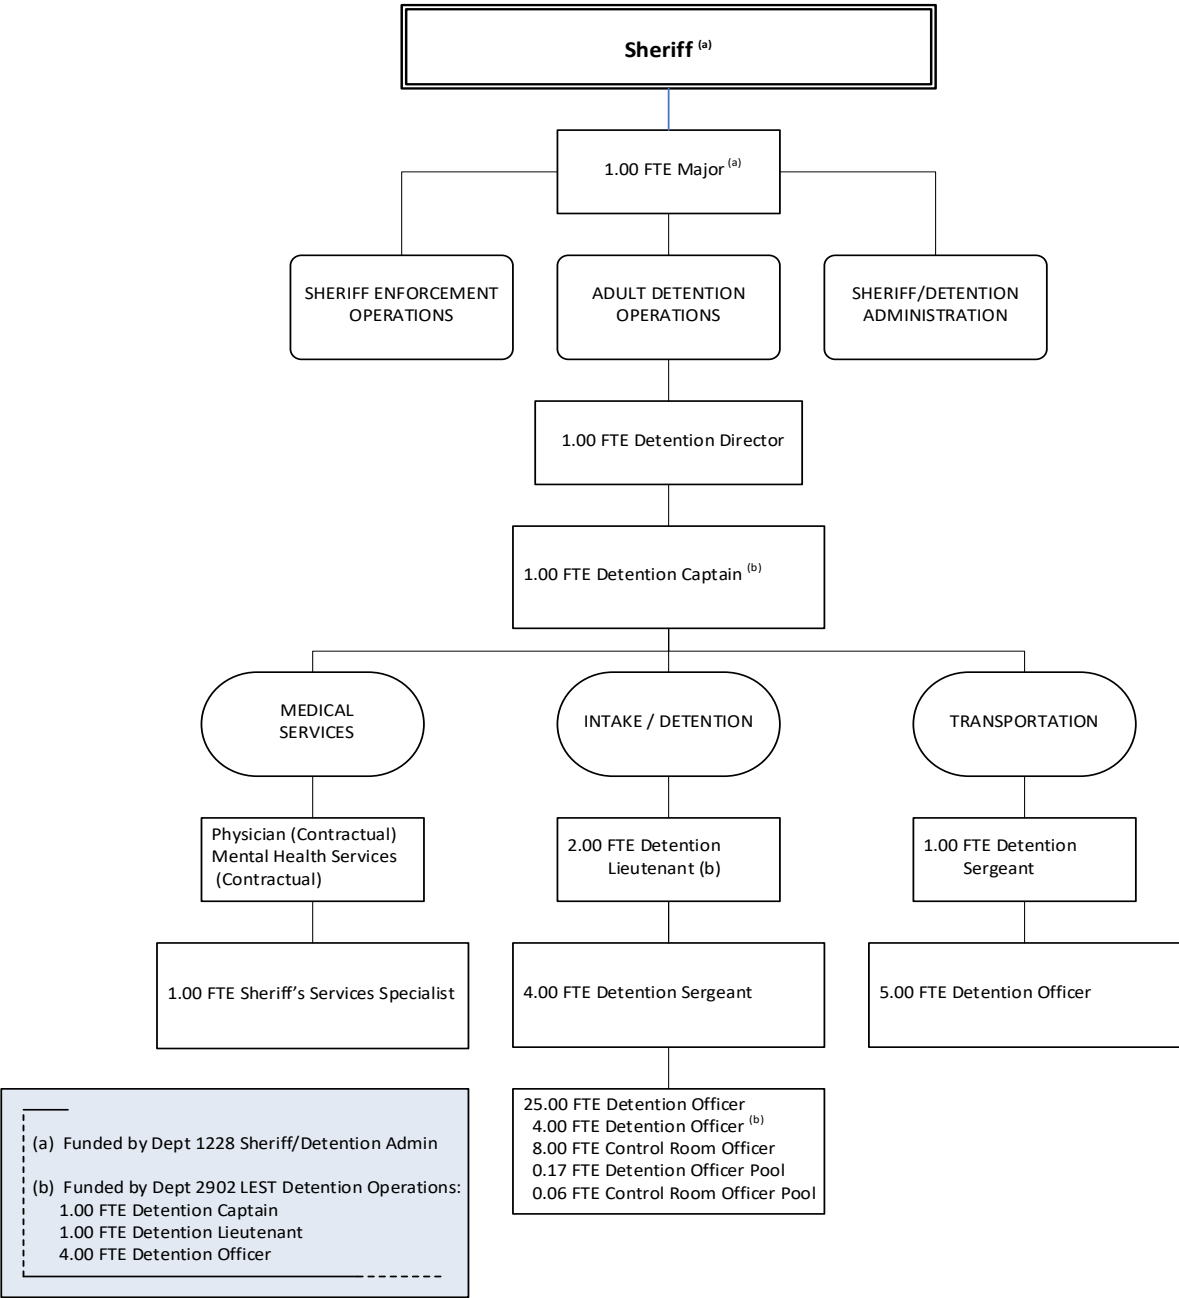 Sheriff (a)
1.00 FTE Major (a)
SHERIFF ENFORCEMENT
OPERATIONS
ADULT DETENTION
OPERATIONS
SHERIFF/DETENTION
ADMINISTRATION
1.00 FTE Detention Director
1.00 FTE Detention Captain (b)
MEDICAL
SERVICES
INTAKE / DETENTION
TRANSPORTATION
Physician (Contractual)
Mental Health Services
(Contractual)
2.00 FTE Detention
Lieutenant (b)
1.00 FTE Detention
Sergeant
1.00 FTE Sheriff’s Services Specialist
4.00 FTE Detention Sergeant
5.00 FTE Detention Officer
25.00 FTE Detention Officer
4.00 FTE Detention Officer (b)
8.00 FTE Control Room Officer
0.17 FTE Detention Officer Pool
0.06 FTE Control Room Officer Pool
(a) Funded by Dept 1228 Sheriff/Detention Admin
(b) Funded by Dept 2902 LEST Detention Operations:
1.00 FTE Detention Captain
1.00 FTE Detention Lieutenant
4.00 FTE Detention Officer